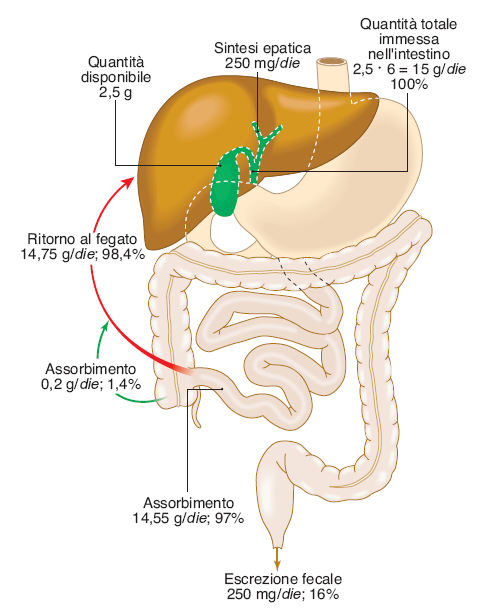 Quantità totale
immessa
nell'intestino
2,5 · 6 = 15 g/die
100%
Sintesi epatica
250 mg/die
Quantità
disponibile
2,5 g
Ritorno al fegato
14,75 g/die; 98,4%
Assorbimento
0,2 g/die; 1,4%
Assorbimento
14,55 g/die; 97%
Escrezione fecale
250 mg/die; 16%